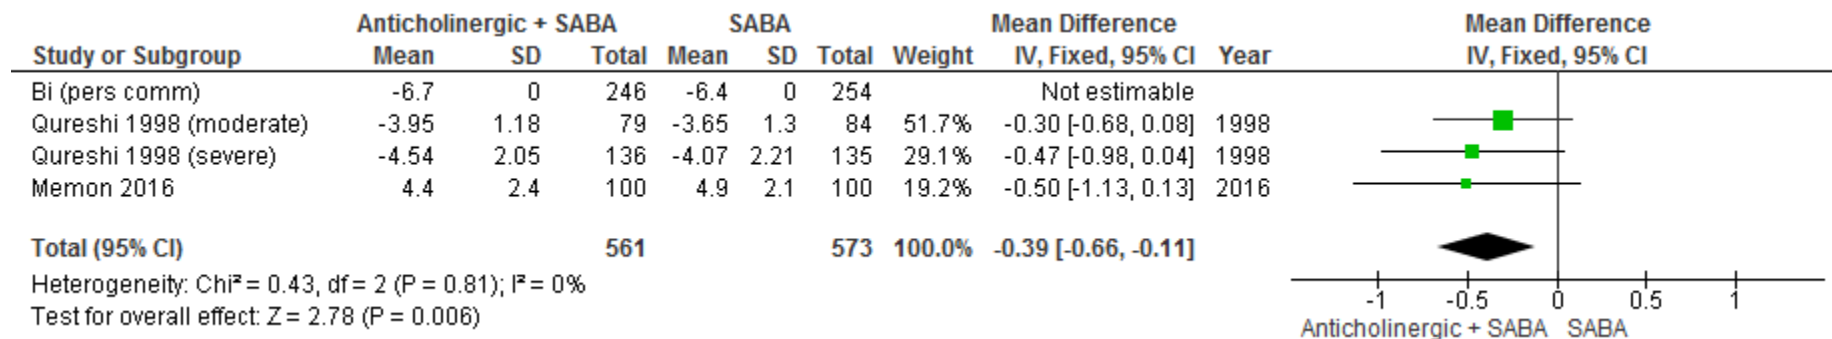 Anticholinergic + SABA SABA Mean Difference Mean Difference
Study or Subgroup Mean SD Total Mean SD Total Weight IV, Fixed, 95% CI Year IV, Fixed, 95% CI
Bi (pers comm) -6.7 0 246 -6.4 0 254 Not estimable
Qureshi 1998 (moderate) -3.95 1.18 79 -3.65 1.3 84 51.7% -0.30 [-0.68, 0.08] 1998
Qureshi 1998 (severe) -4.54 2.05 136 -4.07 2.21 135 29.1% -0.47 [-0.98, 0.04] 1998
Memon 2016 4.4 2.4 100 4.9 2.1 100 19.2% -0.50 [-1.13, 0.13] 2016
Total (95% CI) 561 573 100.0% -0.39 [-0.66, -0.11]
Heterogeneity: Chi² = 0.43, df = 2 (P = 0.81); I² = 0%
Test for overall effect: Z = 2.78 (P = 0.006)
-1 -0.5 0 0.5 1
Anticholinergic + SABA SABA